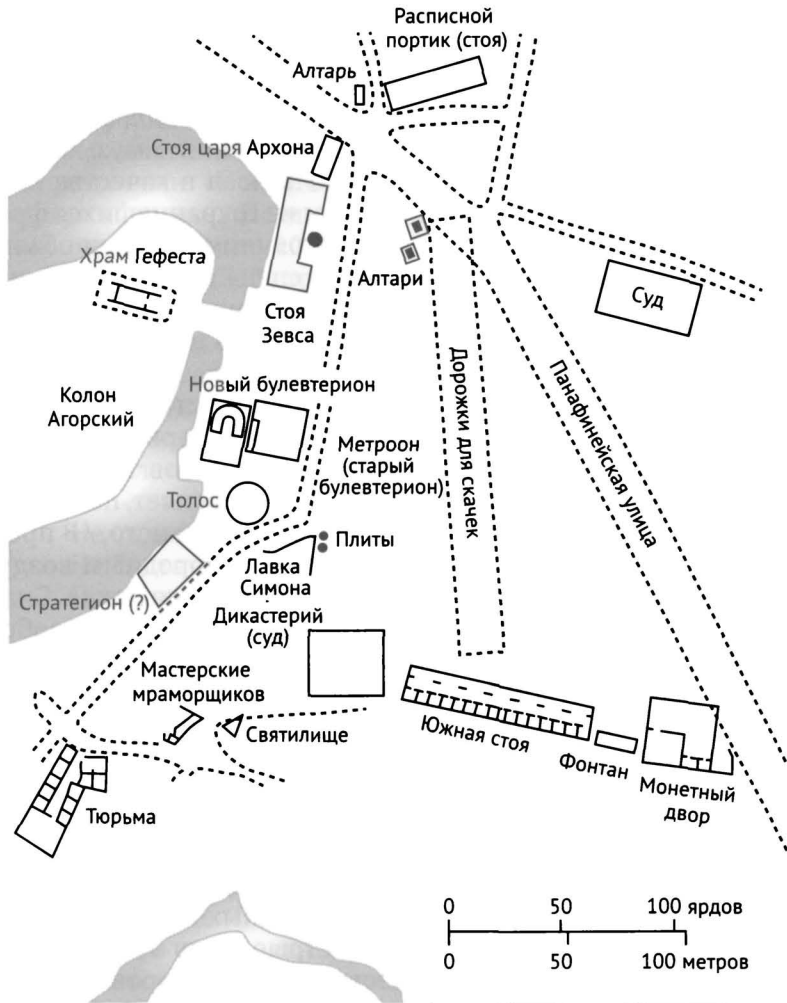 Расписной
портик (стоя)
Алтарь
Стоя царя Архона
Храм Гефеста
Алтари
Суд
Стоя
Зевса
Колон
Агорский
Новый булевтерион
Метроон
(старый
булевтерион)
Дорожки для скачек
Панафинейская улица
Толос
Плиты
Лавка
Симона
Стратегион (?)
Дикастерий
(суд)
Мастерские
мраморщиков
Святилище
Южная стоя
Фонтан
Монетный
двор
Тюрьма
0 50 100 ярдов
0 50 100 метров